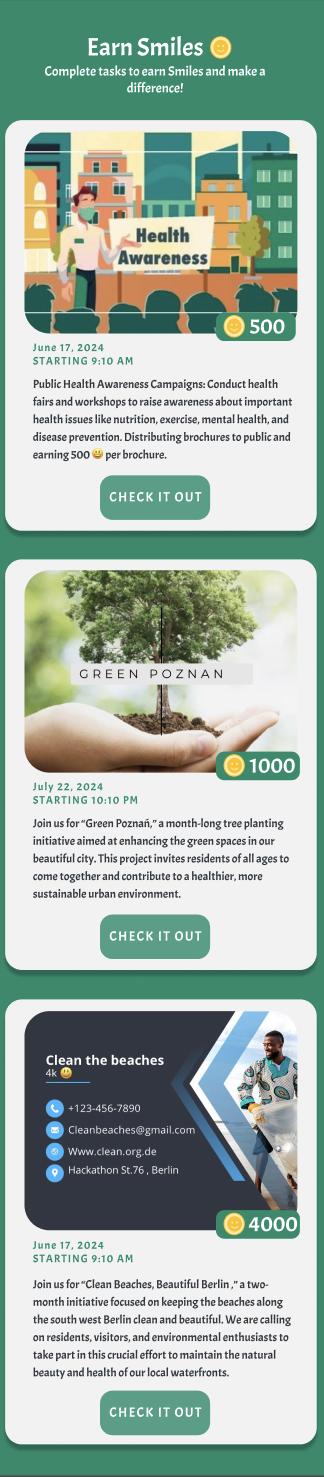 Earn Smiles
Complete tasks to earn Smiles and make a
difference!
Health
Awareness
500
June 17, 2024
STARTING 9:10 AM
Public Health Awareness Campaigns: Conduct health
fairs and workshops to raise awareness about important
health issues like nutrition, exercise, mental health, and
disease prevention. Distributing brochures to public and
earning 500 😃 per brochure.
CHECK IT OUT
GREEN POZNAN
1000
July 22, 2024
STARTING 10:10 PM
Join us for “Green Poznań,” a month-long tree planting
initiative aimed at enhancing the green spaces in our
beautiful city. This project invites residents of all ages to
come together and contribute to a healthier, more
sustainable urban environment.
CHECK IT OUT
Clean the beaches
4k 😃
+123-456-7890
Cleanbeaches@gmail.com
Www.clean.org.de
Hackathon St.76 , Berlin
4000
June 17, 2024
STARTING 9:10 AM
Join us for “Clean Beaches, Beautiful Berlin ,” a two-
month initiative focused on keeping the beaches along
the south west Berlin clean and beautiful. We are calling
on residents, visitors, and environmental enthusiasts to
take part in this crucial effort to maintain the natural
beauty and health of our local waterfronts.
CHECK IT OUT